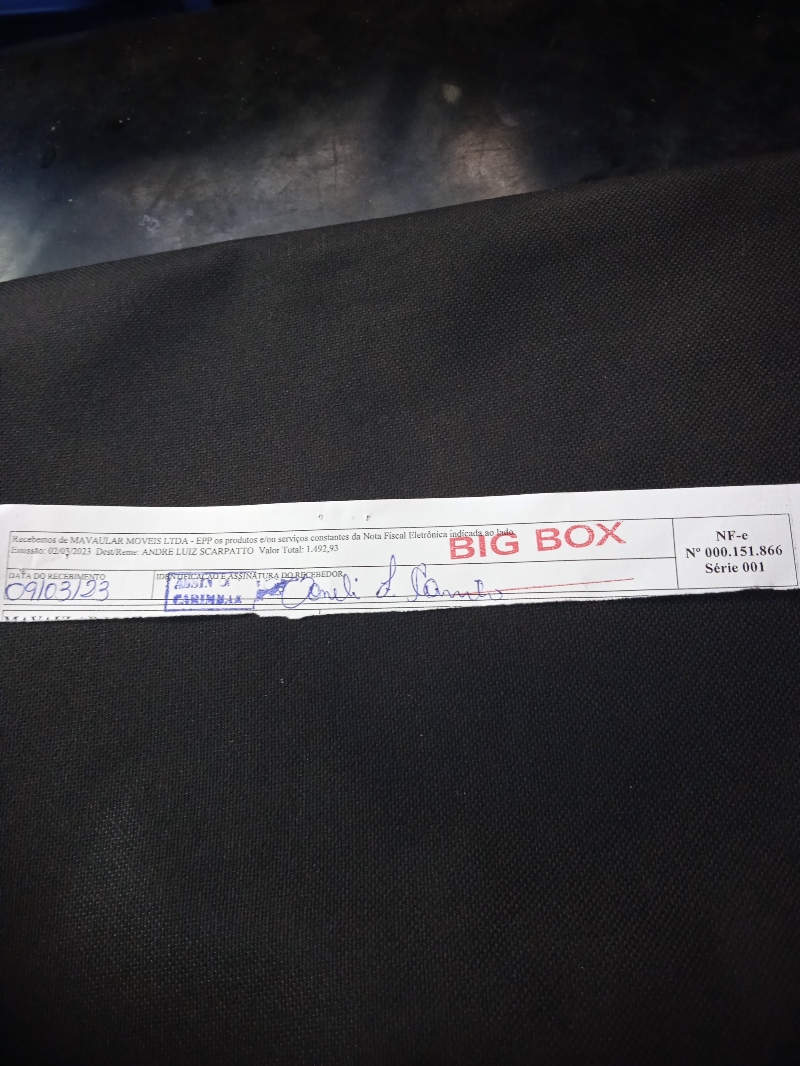 Recebemos de MAVAULAR MOVEIS LTDA - EPP os produtos e/ou serviços constantes da Nota Fiscal Eletrônica indicada ao lado.
Emissão: 02/03/2023 Dest/Reme: ANDRE LUIZ SCARPATTO Valor Total: 1.492,93
BIG BOX
NF-e
Nº 000.151.866
Série 001
DATA DO RECEBIMENTO
09/03/23
IDENTIFICAÇÃO E ASSINATURA DO RECEBEDOR
CARIMBAR